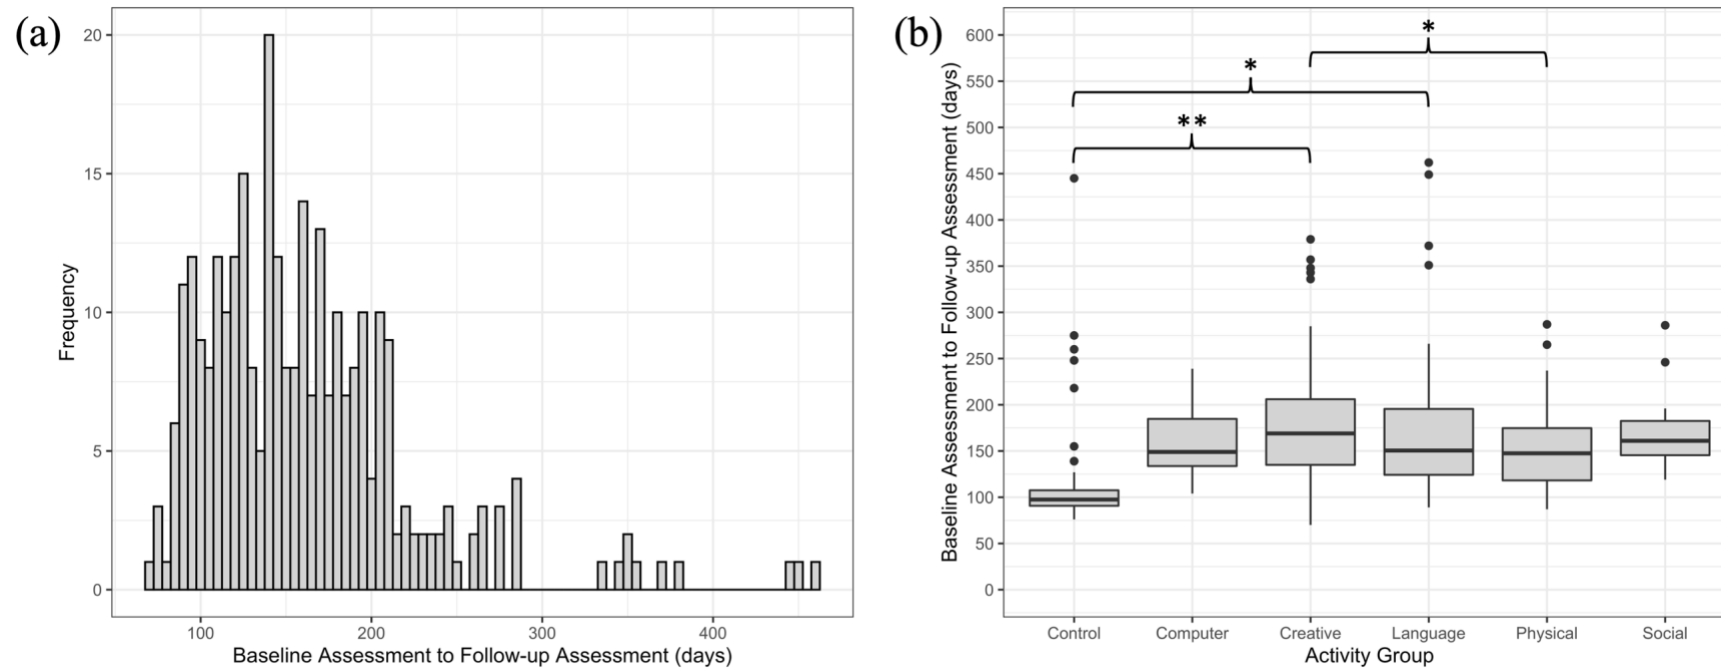 (a)
20
15
10
5
0
Frequency
100 200 300 400
Baseline Assessment to Follow-up Assessment (days)
(b)
600
550
500
450
400
350
300
250
200
150
100
50
0
Baseline Assessment to Follow-up Assessment (days)
*
*
**
Control Computer Creative Language Physical Social
Activity Group